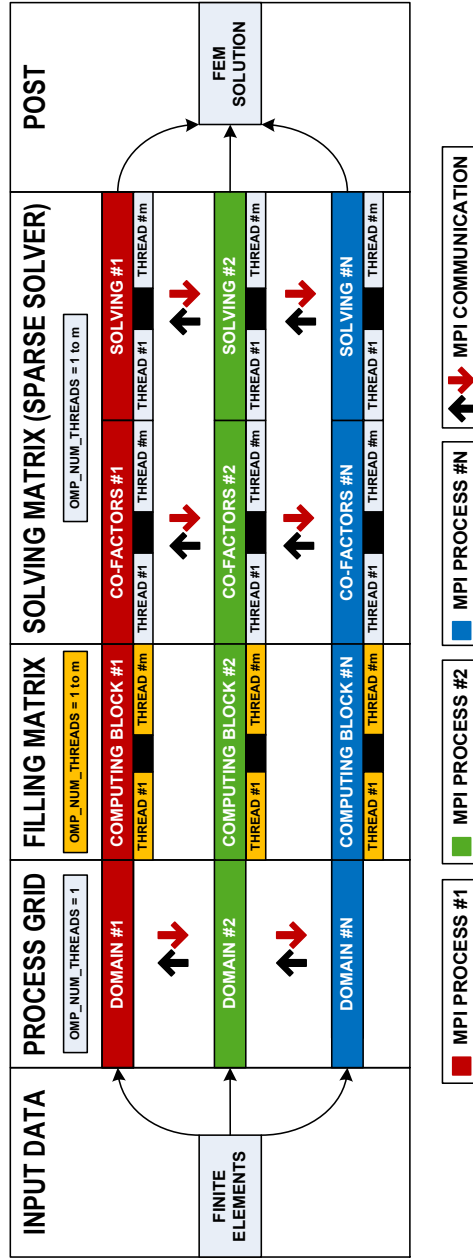 INPUT DATA
PROCESS GRID
FILLING MATRIX
SOLVING MATRIX (SPARSE SOLVER)
POST
OMP_NUM_THREADS = 1
OMP_NUM_THREADS = 1 to m
OMP_NUM_THREADS = 1 to m
FINITE
ELEMENTS
DOMAIN #1
COMPUTING BLOCK #1
CO-FACTORS #1
SOLVING #1
THREAD #1
THREAD #m
THREAD #1
THREAD #m
THREAD #1
THREAD #m
DOMAIN #2
COMPUTING BLOCK #2
CO-FACTORS #2
SOLVING #2
THREAD #1
THREAD #m
THREAD #1
THREAD #m
THREAD #1
THREAD #m
DOMAIN #N
COMPUTING BLOCK #N
CO-FACTORS #N
SOLVING #N
THREAD #1
THREAD #m
THREAD #1
THREAD #m
THREAD #1
THREAD #m
FEM
SOLUTION
MPI PROCESS #1
MPI PROCESS #2
MPI PROCESS #N
MPI COMMUNICATION